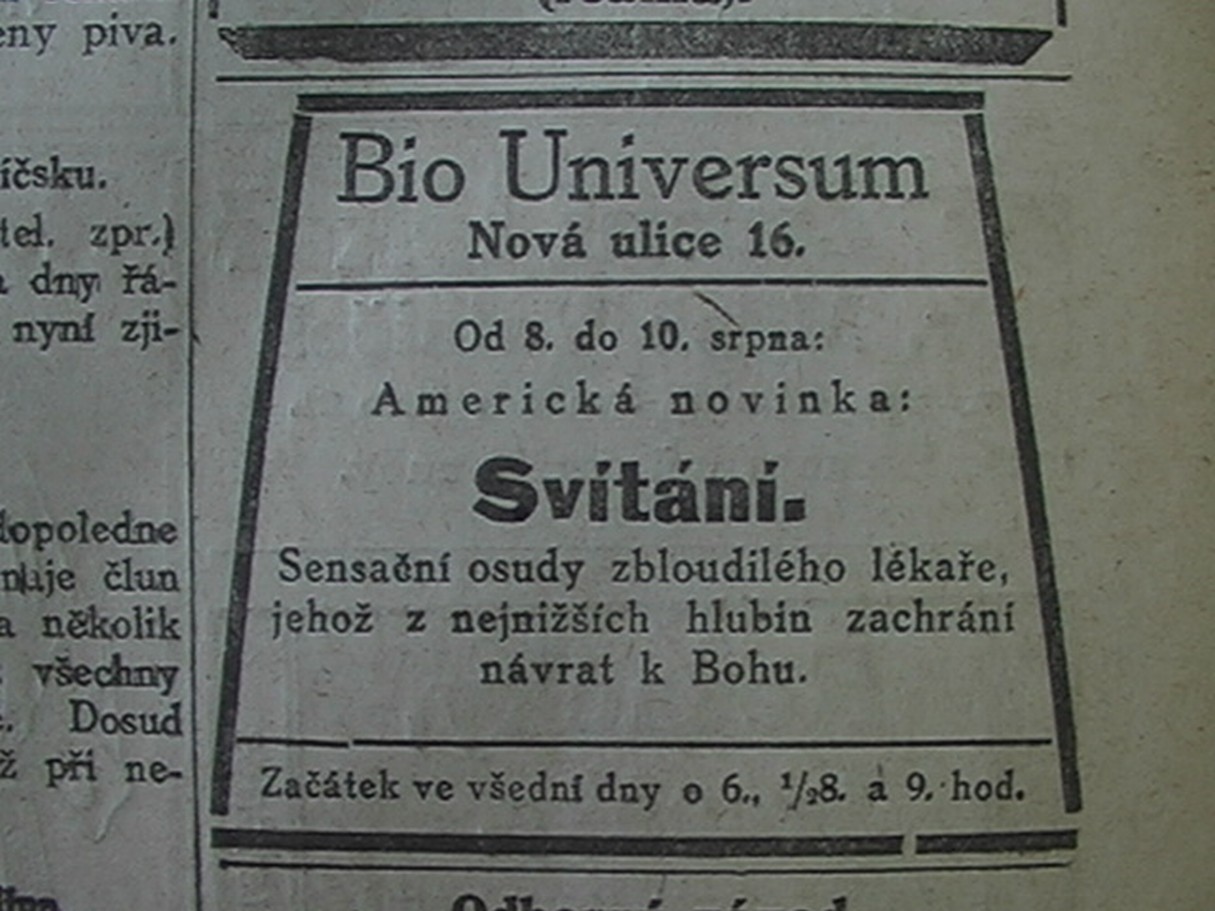 eny piva.
íčsku.
tel. zpr.)
dny řá-
nyní zji-
dopoledne
nuje člun
a několik
všechny
Dosud
ž při ne-
Bio Universum
Nová ulice 16.
Od 8. do 10. srpna:
Americká novinka:
Svítání.
Sensační osudy zbloudilého lékaře,
jehož z nejnižších hlubin zachrání
návrat k Bohu.
Začátek ve všední dny o 6., 1/28. a 9. hod.